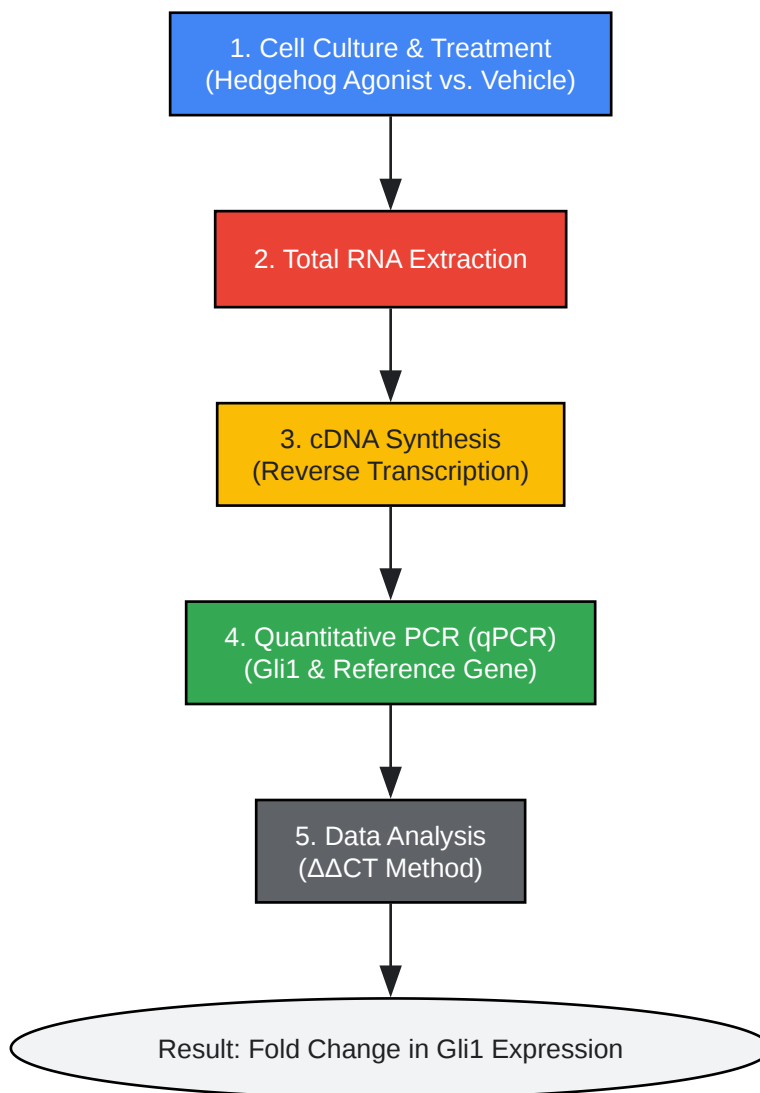 1. Cell Culture & Treatment
(Hedgehog Agonist vs. Vehicle)
2. Total RNA Extraction
3. cDNA Synthesis
(Reverse Transcription)
4. Quantitative PCR (qPCR)
(Gli1 & Reference Gene)
5. Data Analysis
(ΔΔCT Method)
Result: Fold Change in Gli1 Expression